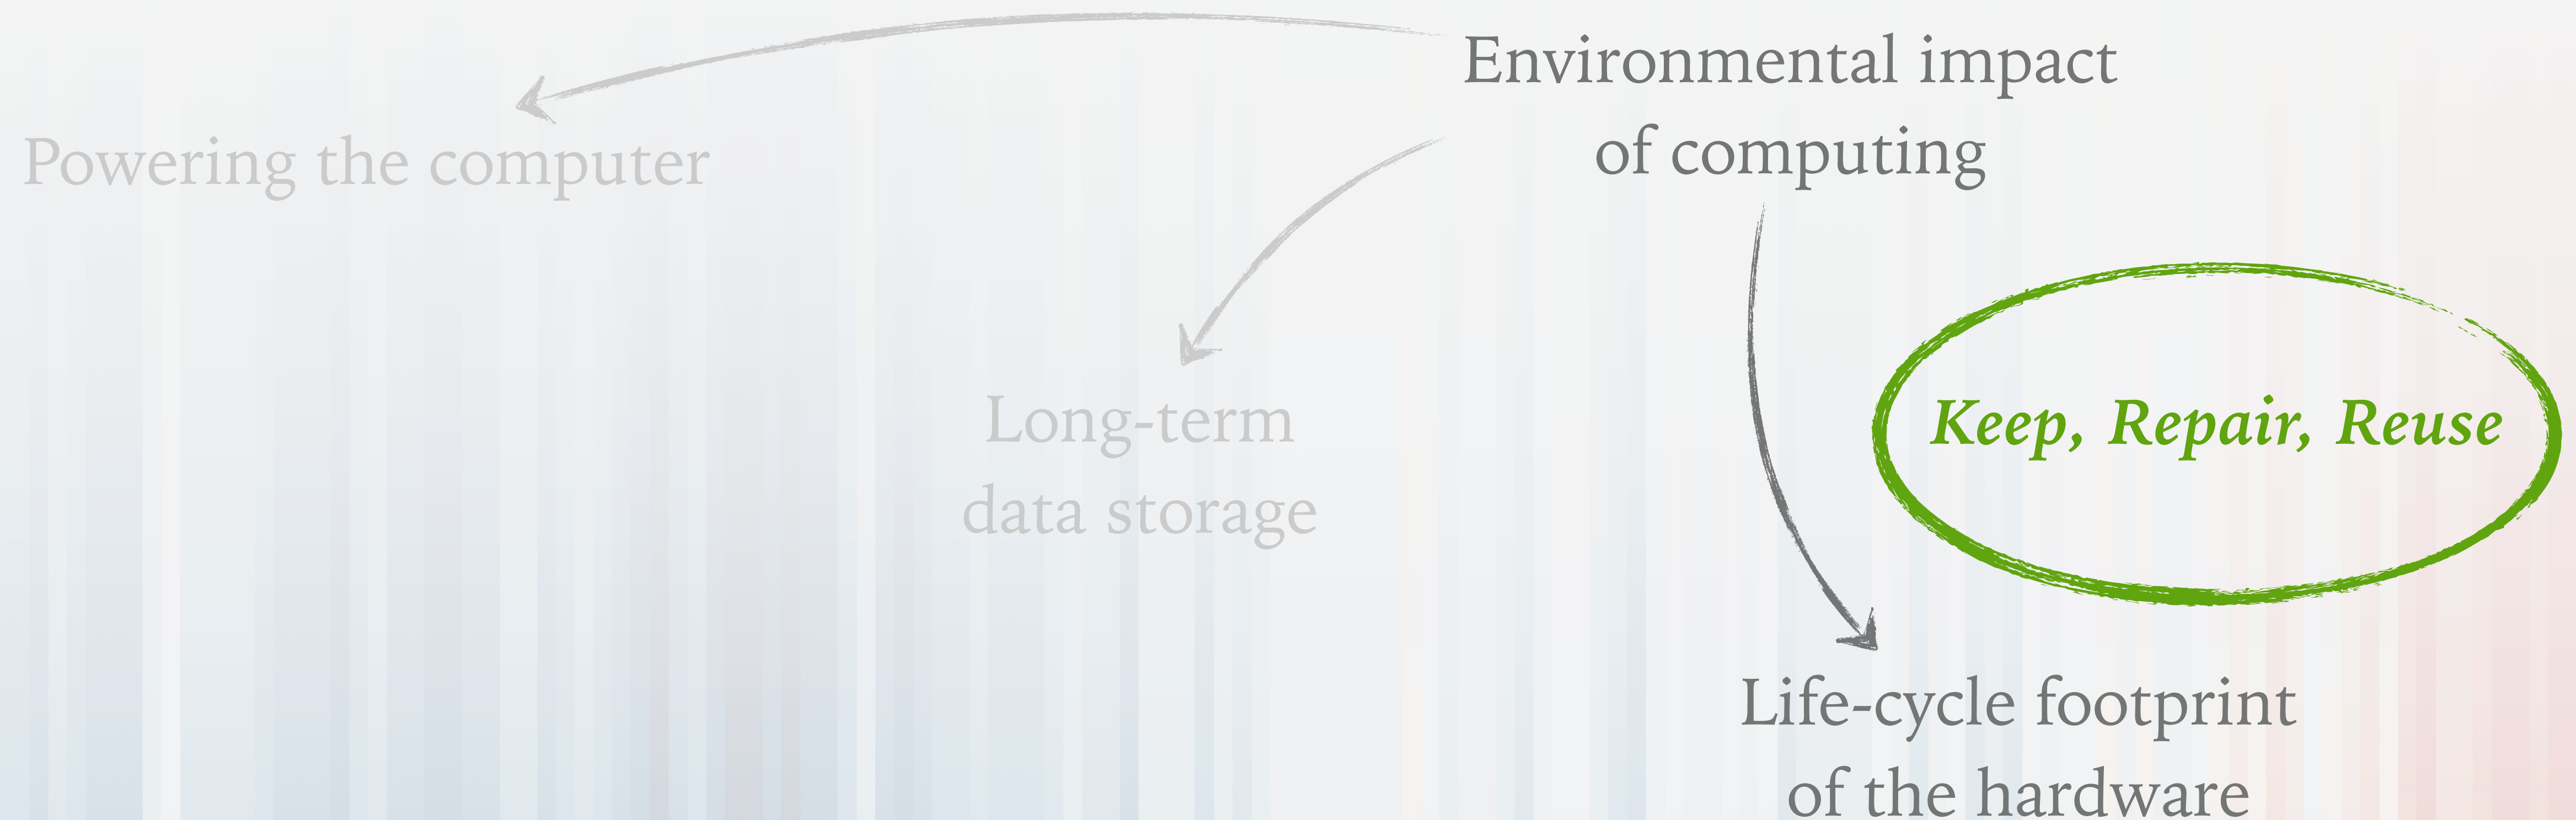 Environmental impact
of computing
Powering the computer
Long-term
data storage
Keep, Repair, Reuse
Life-cycle footprint
of the hardware